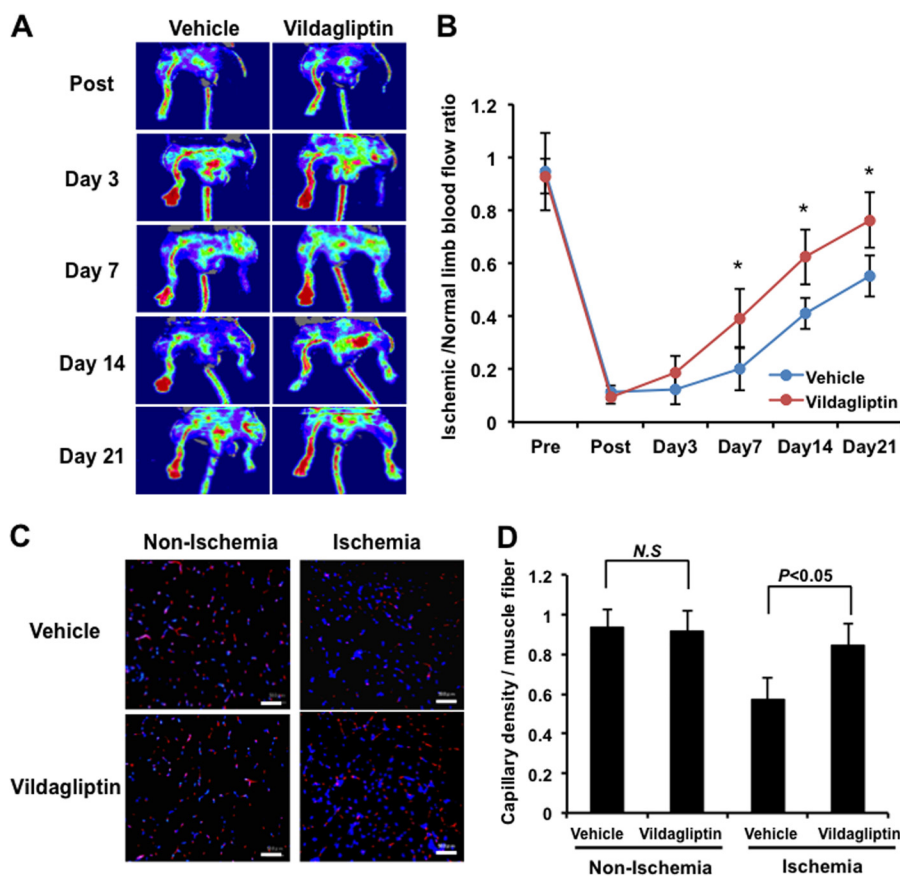 A
Vehicle Vildagliptin
Post
Day 3
Day 7
Day 14
Day 21
B
Ischemic /Normal limb blood flow ratio
1.2
1
0.8
0.6
0.4
0.2
0
*
*
*
Vehicle
Vildagliptin
Pre Post Day3 Day7 Day14 Day21
C
Non-Ischemia Ischemia
Vehicle
Vildagliptin
D
Capillary density / muscle fiber
N.S
P<0.05
1.2
1
0.8
0.6
0.4
0.2
0
Vehicle Vildagliptin Vehicle Vildagliptin
Non-Ischemia Ischemia